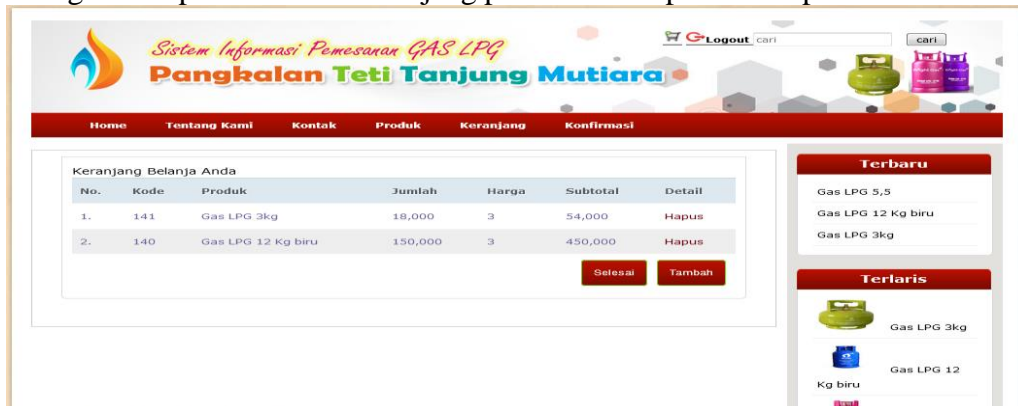 Sistem Informasi Pemesanan GAS LPG
Pangkalan Teti Tanjung Mutiara
Logout cari cari
Home Tentang Kami Kontak Produk Keranjang Konfirmasi
Keranjang Belanja Anda
No. Kode Produk Jumlah Harga Subtotal Detail
1. 141 Gas LPG 3kg 18,000 3 54,000 Hapus
2. 140 Gas LPG 12 Kg biru 150,000 3 450,000 Hapus
Selesai Tambah
Terbaru
Gas LPG 5,5
Gas LPG 12 Kg biru
Gas LPG 3kg
Terlaris
Gas LPG 3kg
Gas LPG 12
Kg biru